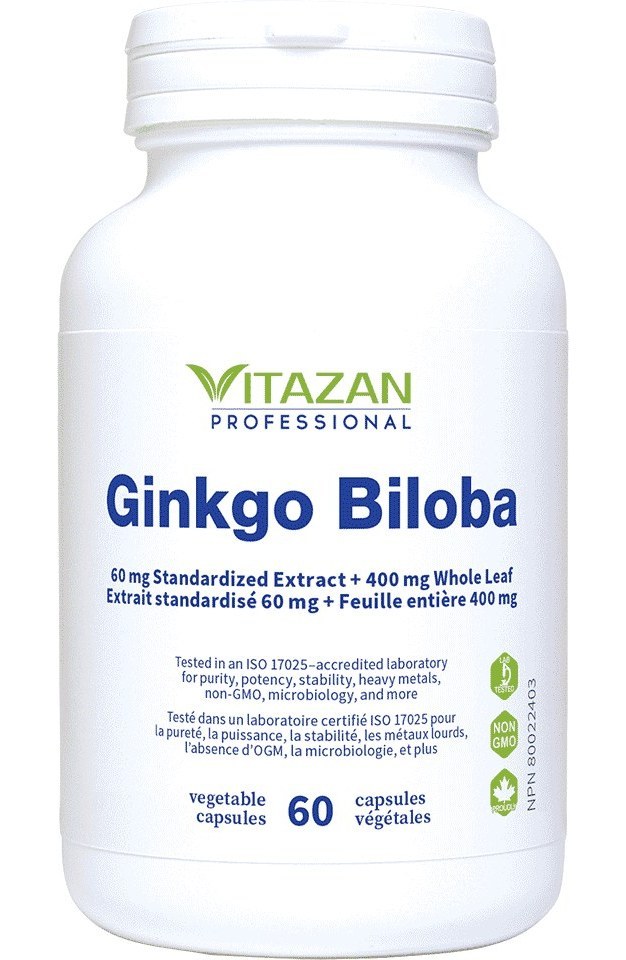 VITAZAN
PROFESSIONAL
Ginkgo Biloba
60 mg Standardized Extract + 400 mg Whole Leaf
Extrait standardisé 60 mg + Feuille entière 400 mg
Tested in an ISO 17025–accredited laboratory
for purity, potency, stability, heavy metals,
non-GMO, microbiology, and more
Testé dans un laboratoire certifié ISO 17025 pour
la pureté, la puissance, la stabilité, les métaux lourds,
l’absence d’OGM, la microbiologie, et plus
vegetable
capsules
60
capsules
végétales
LAB
TESTED
NON
GMO
PROUDLY
NPN 80022403